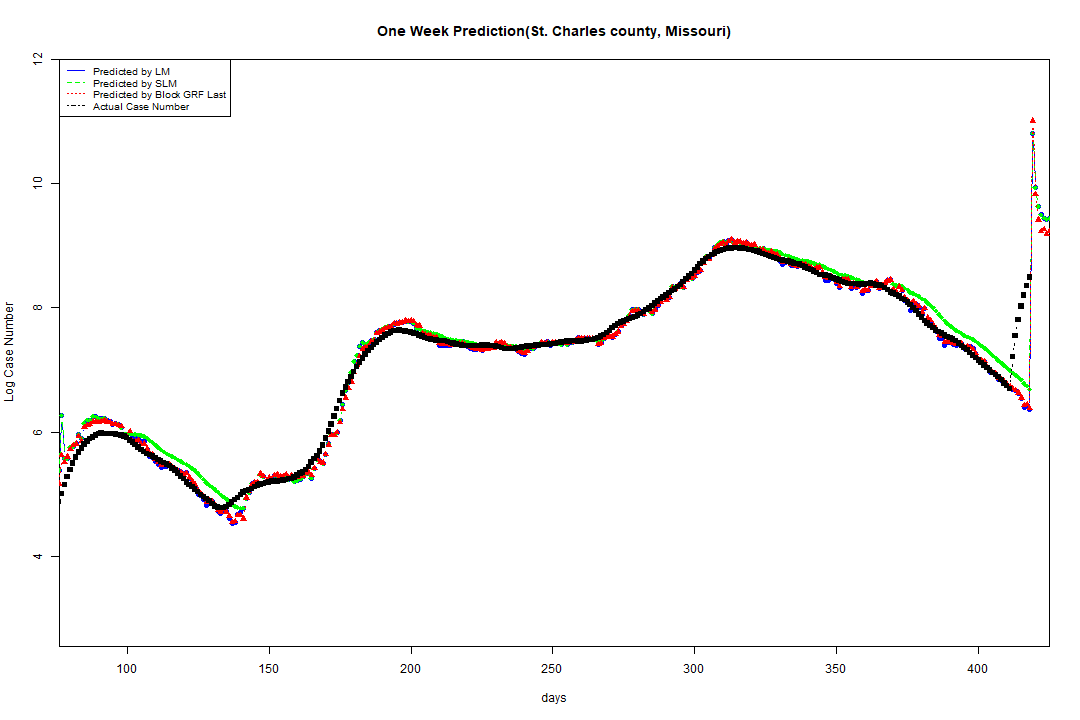 One Week Prediction(St. Charles county, Missouri)
Predicted by LM
Predicted by SLM
Predicted by Block GRF Last
Actual Case Number
12
10
8
6
4
Log Case Number
100 150 200 250 300 350 400
days